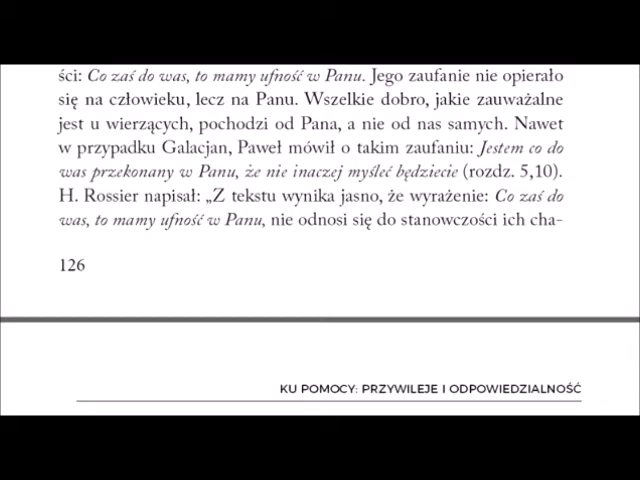 ści: Co zaś do was, to mamy ufność w Panu. Jego zaufanie nie opierało
się na człowieku, lecz na Panu. Wszelkie dobro, jakie zauważalne
jest u wierzących, pochodzi od Pana, a nie od nas samych. Nawet
w przypadku Galacjan, Paweł mówił o takim zaufaniu: Jestem co do
was przekonany w Panu, że nie inaczej myśleć będziecie (rozdz. 5,10).
H. Rossier napisał: „Z tekstu wynika jasno, że wyrażenie: Co zaś do
was, to mamy ufność w Panu, nie odnosi się do stanowczości ich cha-
126
KU POMOCY: PRZYWILEJE I ODPOWIEDZIALNOŚĆ